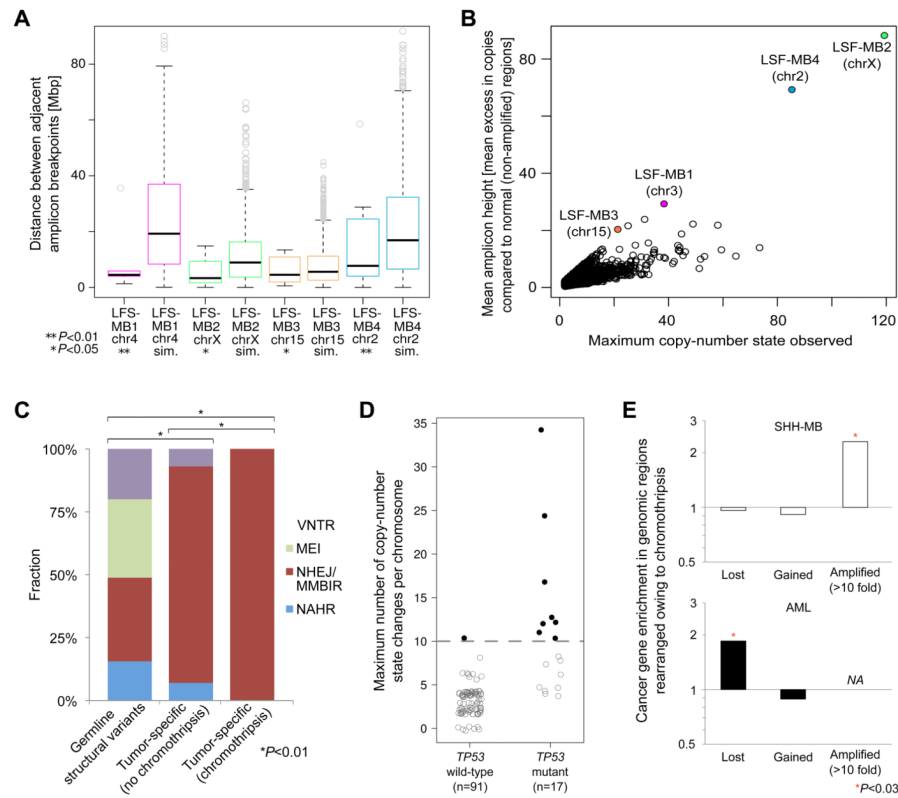 A
Distance between adjacent
amplicon breakpoints [Mbp]
80
40
0
LFS-
MB1
chr4
**
LFS-
MB1
chr4
sim.
LFS-
MB2
chrX
*
LFS-
MB2
chrX
sim.
LFS-
MB3
chr15
*
LFS-
MB3
chr15
sim.
LFS-
MB4
chr2
**
LFS-
MB4
chr2
sim.
**P<0.01
*P<0.05
B
Mean amplicon height [mean excess in copies
compared to normal (non-amplified) regions]
80
40
0
LSF-MB2
(chrX)
LSF-MB4
(chr2)
LSF-MB1
(chr3)
LSF-MB3
(chr15)
0
20
40
60
80
100
120
Maximum copy-number state observed
C
*
*
*
Fraction
100%
75%
50%
25%
0%
VNTR
MEI
NHEJ/
MMBIR
NAHR
Germline
structural variants
Tumor-specific
(no chromothripsis)
Tumor-specific
(chromothripsis)
*P<0.01
D
Maximum number of copy-number
state changes per chromosome
35
30
25
20
15
10
5
0
TP53
wild-type
(n=91)
TP53
mutant
(n=17)
E
Cancer gene enrichment in genomic regions
rearranged owing to chromothripsis
3
2
1
0.5
SHH-MB
*
Lost
Gained
Amplified
(>10 fold)
3
2
1
0.5
AML
*
NA
Lost
Gained
Amplified
(>10 fold)
*P<0.03